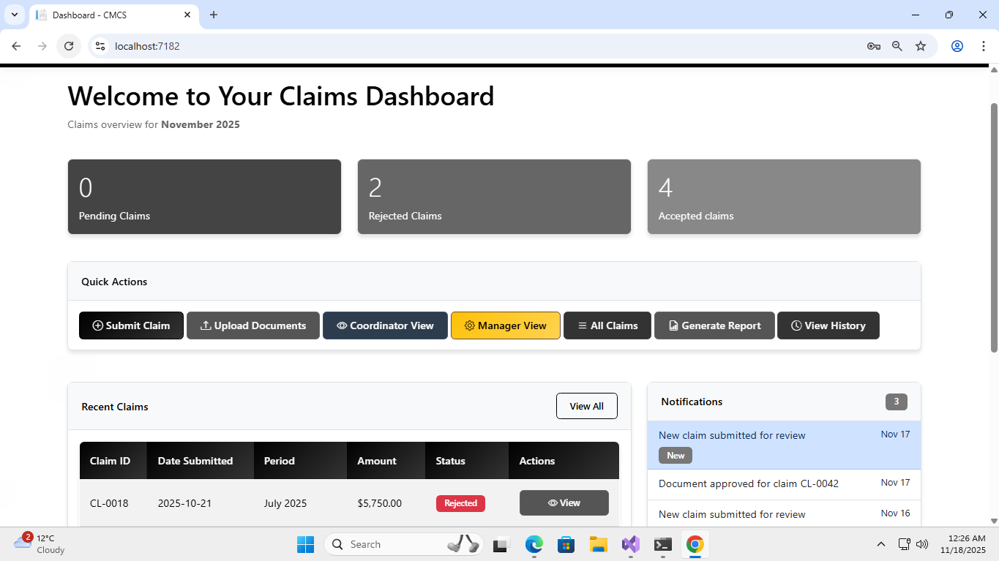 Dashboard - CMCS
localhost:7182
Welcome to Your Claims Dashboard
Claims overview for November 2025
0
Pending Claims
2
Rejected Claims
4
Accepted claims
Quick Actions
Submit Claim
Upload Documents
Coordinator View
Manager View
All Claims
Generate Report
View History
Recent Claims
View All
Claim ID Date Submitted Period Amount Status Actions
CL-0018 2025-10-21 July 2025 $5,750.00 Rejected View
Notifications 3
New claim submitted for review Nov 17
New
Document approved for claim CL-0042 Nov 17
New claim submitted for review Nov 16
2
12°C
Cloudy
Search
12:26 AM
11/18/2025